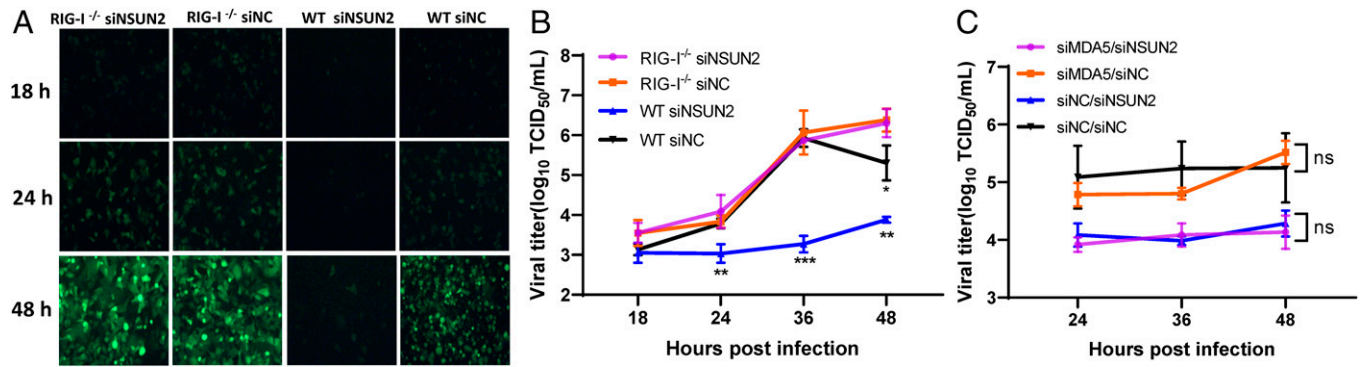 A
RIG-I -/- siNSUN2
RIG-I -/- siNC
WT siNSUN2
WT siNC
18 h
24 h
48 h
B
RIG-I-/- siNSUN2
RIG-I-/- siNC
WT siNSUN2
WT siNC
Viral titer(log10 TCID50/mL)
8
7
6
5
4
3
2
*
**
***
**
18
24
36
48
Hours post infection
C
siMDA5/siNSUN2
siMDA5/siNC
siNC/siNSUN2
siNC/siNC
Viral titer(log10 TCID50/mL)
7
6
5
4
3
ns
ns
24
36
48
Hours post infection